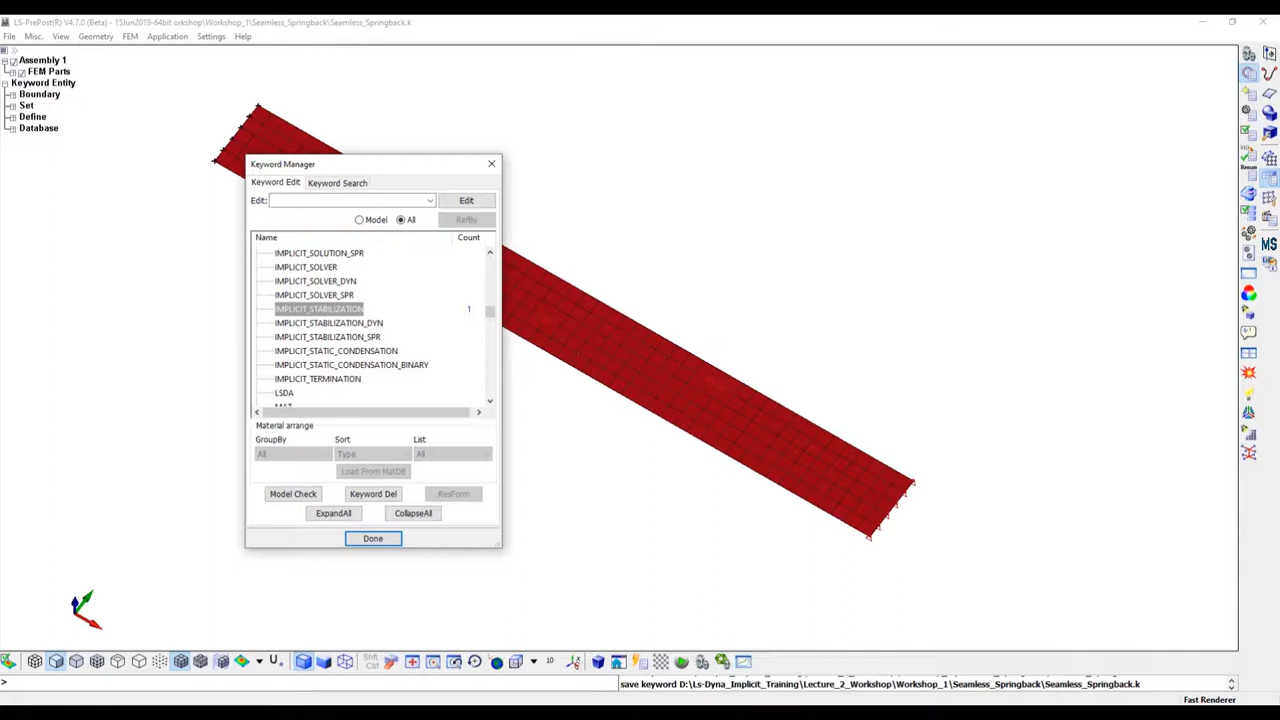 LS-PrePost(R) V4.7.0 (Beta) - 15Jun2019-64bit orkshop\Workshop_1\Seamless_Springback\Seamless_Springback.k
File Misc. View Geometry FEM Application Settings Help
Assembly 1
FEM Parts
Keyword Entity
Boundary
Set
Define
Database
Keyword Manager
Keyword Edit Keyword Search
Edit: Edit
Model All RefBy
Name Count
IMPLICIT_SOLUTION_SPR
IMPLICIT_SOLVER
IMPLICIT_SOLVER_DYN
IMPLICIT_SOLVER_SPR
IMPLICIT_STABILIZATION 1
IMPLICIT_STABILIZATION_DYN
IMPLICIT_STABILIZATION_SPR
IMPLICIT_STATIC_CONDENSATION
IMPLICIT_STATIC_CONDENSATION_BINARY
IMPLICIT_TERMINATION
LSDA
Material arrange
GroupBy Sort List
All Type All
Load From MatDB
Model Check Keyword Del ResForm
ExpandAll CollapseAll
Done
MS
Shft
Ctrl
10
>
save keyword D:\Ls-Dyna_Implicit_Training\Lecture_2_Workshop\Workshop_1\Seamless_Springback\Seamless_Springback.k
Fast Renderer